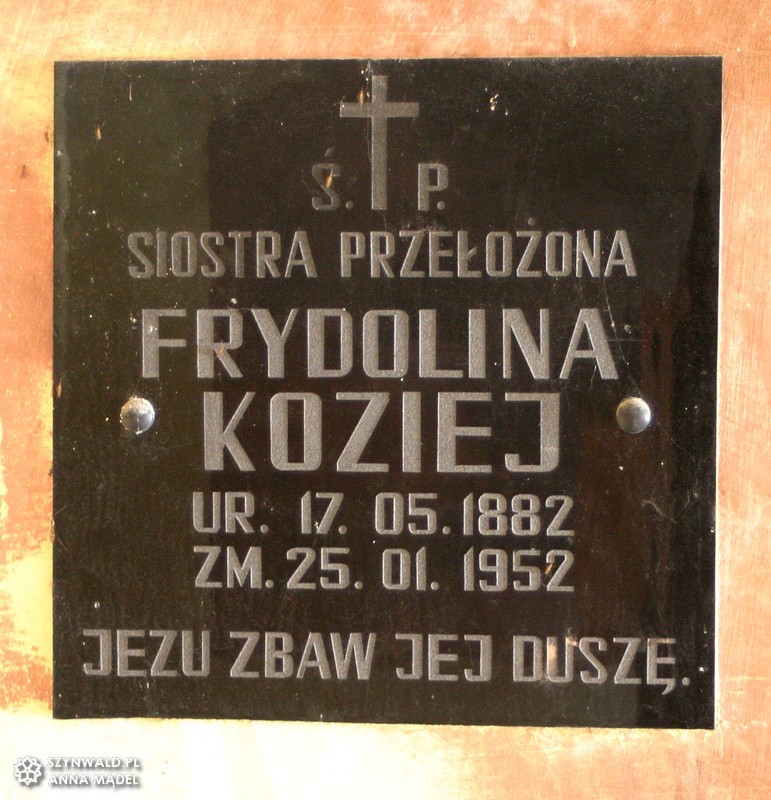 Ś. P.
SIOSTRA PRZEŁOŻONA
FRYDOLINA
KOZIEJ
UR. 17. 05. 1882
ZM. 25. 01. 1952
JEZU ZBAW JEJ DUSZĘ.
SZYNWALD.PL
ANNA MĄDEL